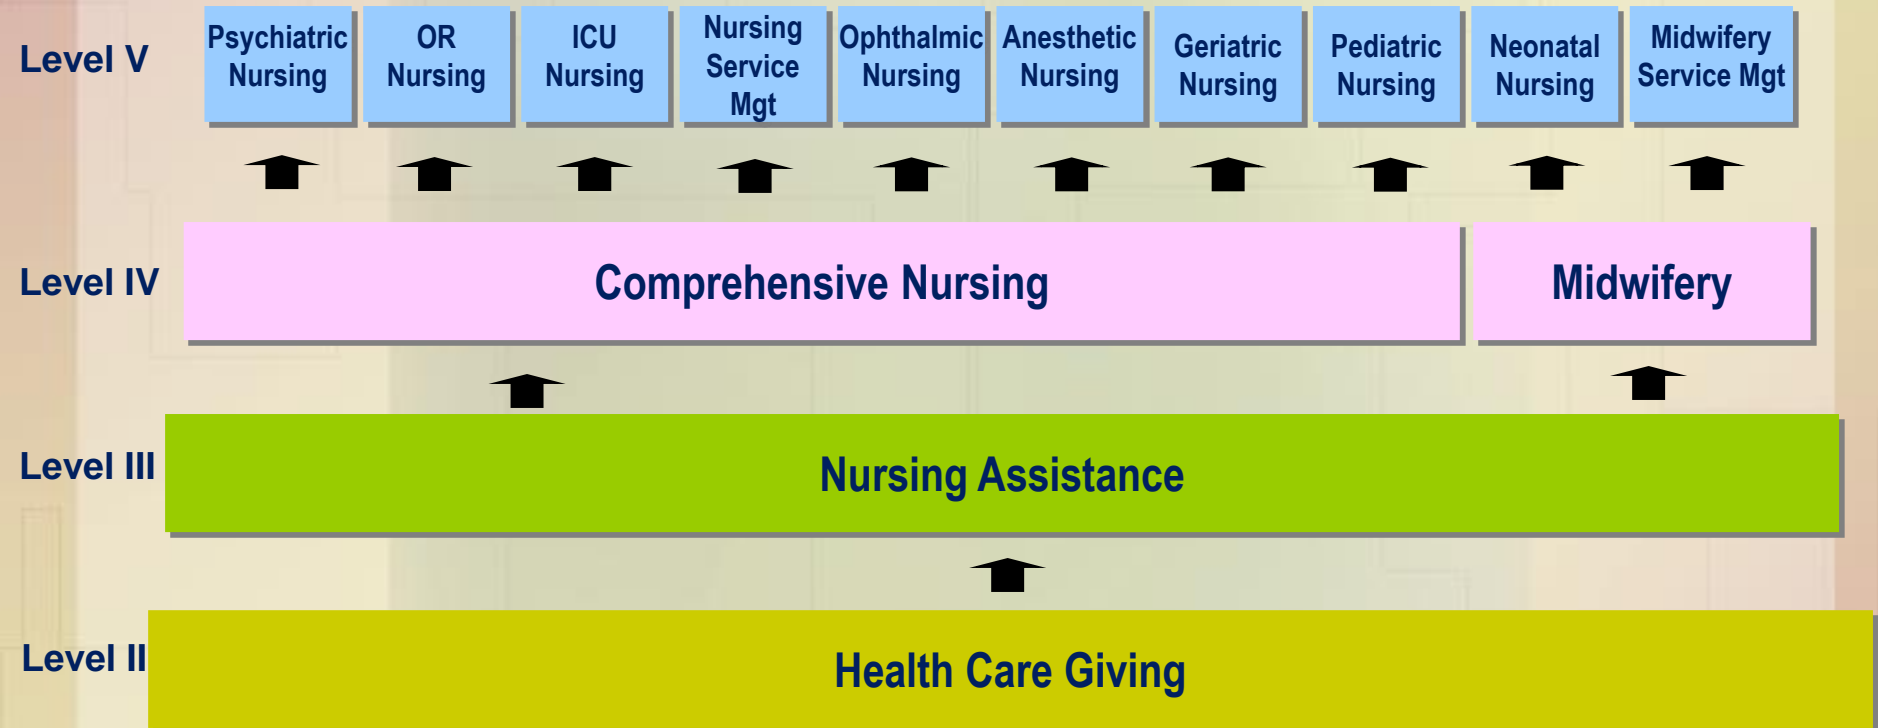 Level V
Psychiatric
Nursing
OR
Nursing
ICU
Nursing
Nursing
Service
Mgt
Ophthalmic
Nursing
Anesthetic
Nursing
Geriatric
Nursing
Pediatric
Nursing
Neonatal
Nursing
Midwifery
Service Mgt
Level IV
Comprehensive Nursing
Midwifery
Level III
Nursing Assistance
Level II
Health Care Giving